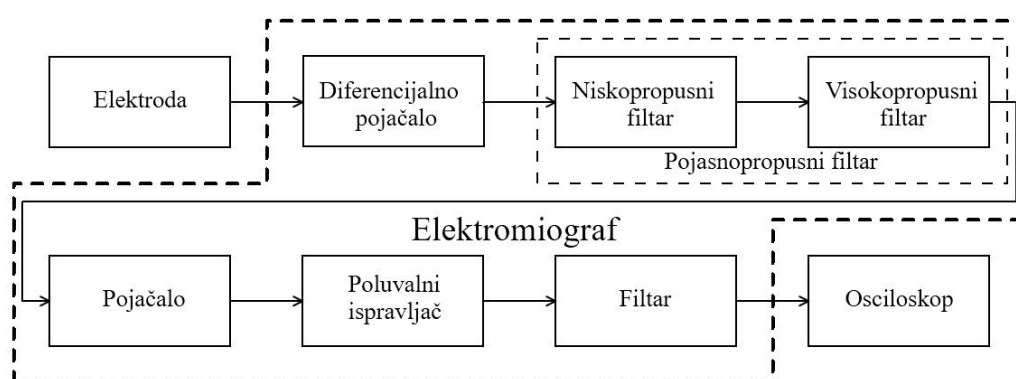 Elektroda
Diferencijalno
pojačalo
Niskopropusni
filtar
Visokopropusni
filtar
Pojasnopropusni filtar
Elektromiograf
Pojačalo
Poluvalni
ispravljač
Filtar
Osciloskop